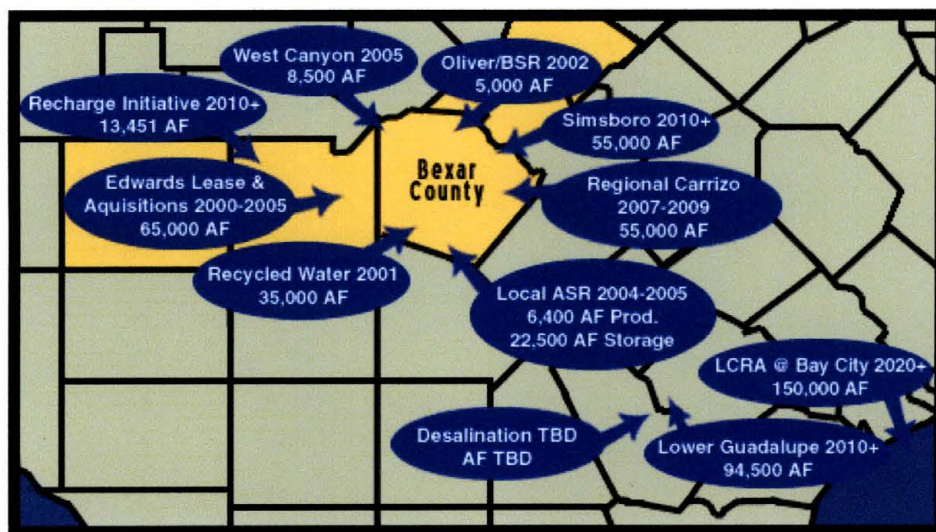 West Canyon 2005
8,500 AF
Oliver/BSR 2002
5,000 AF
Recharge Initiative 2010+
13,451 AF
Simsboro 2010+
55,000 AF
Edwards Lease &
Aquisitions 2000-2005
65,000 AF
Bexar
County
Regional Carrizo
2007-2009
55,000 AF
Recycled Water 2001
35,000 AF
Local ASR 2004-2005
6,400 AF Prod.
22,500 AF Storage
LCRA @ Bay City 2020+
150,000 AF
Desalination TBD
AF TBD
Lower Guadalupe 2010+
94,500 AF